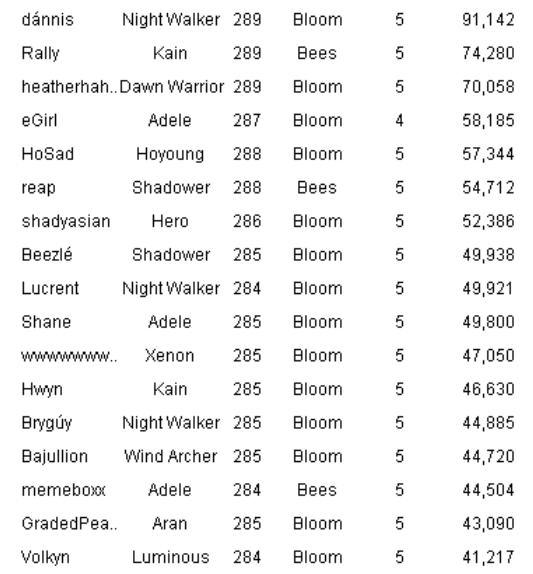 dánnis Night Walker 289 Bloom 5 91,142
Rally Kain 289 Bees 5 74,280
heatherhah.. Dawn Warrior 289 Bloom 5 70,058
eGirl Adele 287 Bloom 4 58,185
HoSad Hoyoung 288 Bloom 5 57,344
reap Shadower 288 Bees 5 54,712
shadyasian Hero 286 Bloom 5 52,386
Beezlé Shadower 285 Bloom 5 49,938
Lucrent Night Walker 284 Bloom 5 49,921
Shane Adele 285 Bloom 5 49,800
wwwwwww.. Xenon 285 Bloom 5 47,050
Hwyn Kain 285 Bloom 5 46,630
Brygúy Night Walker 285 Bloom 5 44,885
Bajullion Wind Archer 285 Bloom 5 44,720
memeboxx Adele 284 Bees 5 44,504
GradedPea.. Aran 285 Bloom 5 43,090
Volkyn Luminous 284 Bloom 5 41,217